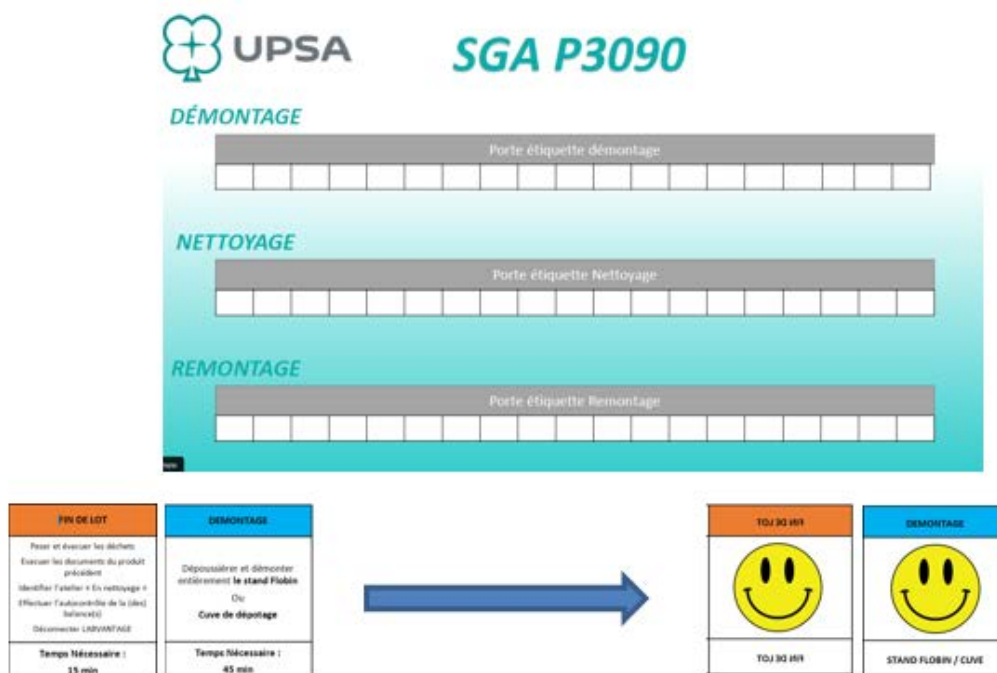 UPSA
SGA P3090
DÉMONTAGE
Porte étiquette démontage
NETTOYAGE
Porte étiquette Nettoyage
REMONTAGE
Porte étiquette Remontage
FIN DE LOT
Peser et évacuer les déchets
Evacuer les documents du produit
précédent
Identifier l'atelier « En nettoyage »
Effectuer l'autocontrôle de la (des)
balance(s)
Déconnecter LABVANTAGE
Temps Nécessaire :
15 min
DEMONTAGE
Dépoussiérer et démonter
entièrement le stand Flobin
Ou
Cuve de dépotage
Temps Nécessaire :
45 min
FIN DE LOT
FIN DE LOT
DEMONTAGE
STAND FLOBIN / CUVE